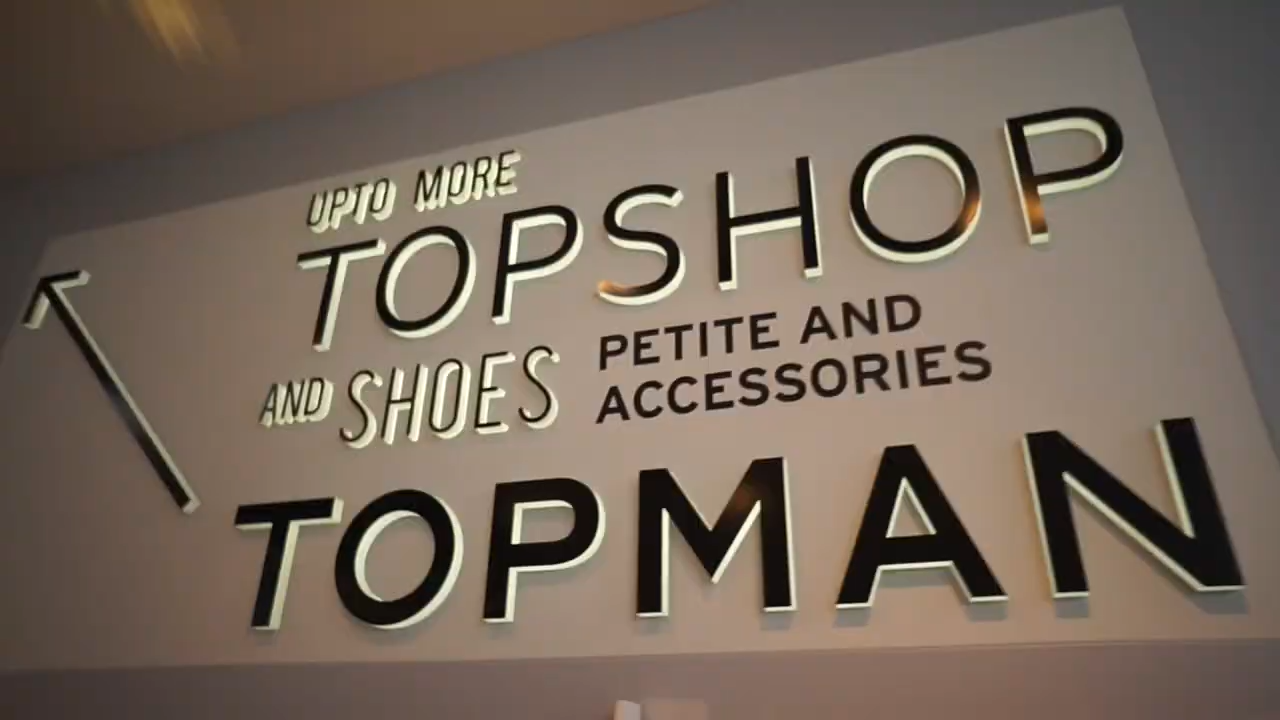 UPTO MORE
TOPSHOP
AND SHOES
PETITE AND
ACCESSORIES
TOPMAN